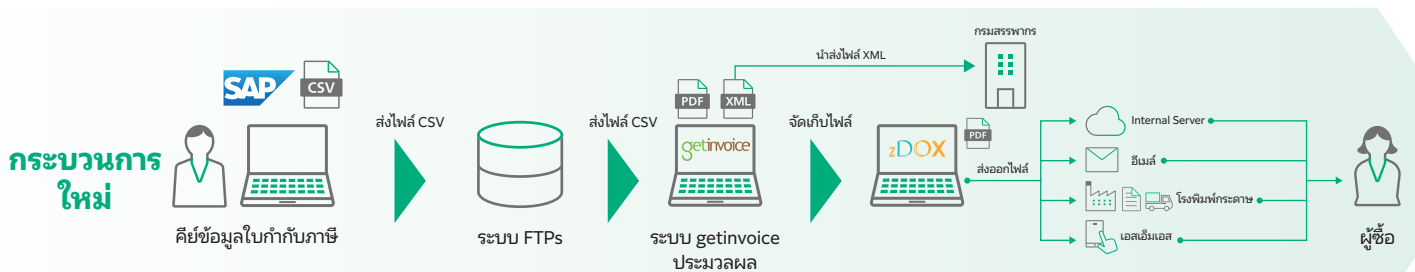 กระบวนการ
ใหม่
SAP
CSV
คีย์ข้อมูลใบกำกับภาษี
ส่งไฟล์ CSV
ระบบ FTPs
ส่งไฟล์ CSV
PDF
XML
getinvoice
ระบบ getinvoice
ประมวลผล
นำส่งไฟล์ XML
กรมสรรพากร
จัดเก็บไฟล์
zDOX
PDF
ส่งออกไฟล์
Internal Server
อีเมล์
โรงพิมพ์กระดาษ
เอสเอ็มเอส
ผู้ซื้อ